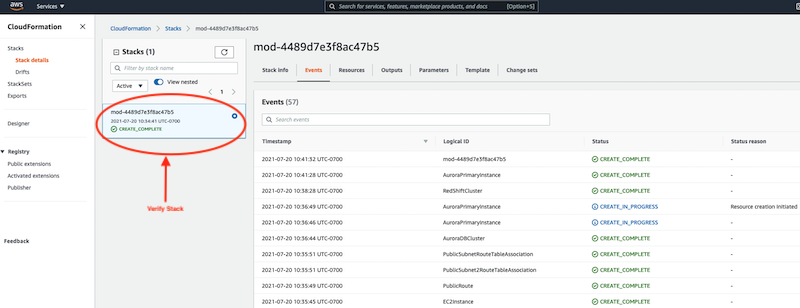 aws
Services ▼
Search for services, features, marketplace products, and docs
[Option+S]
CloudFormation
×
Stacks
Stack details
Drifts
StackSets
Exports
Designer
Registry
Public extensions
Activated extensions
Publisher
Feedback
CloudFormation > Stacks > mod-4489d7e3f8ac47b5
Stacks (1)
Filter by stack name
Active ▼
View nested
< 1 >
mod-4489d7e3f8ac47b5
2021-07-20 10:34:41 UTC-0700
CREATE_COMPLETE
Verify Stack
mod-4489d7e3f8ac47b5
Stack info
Events
Resources
Outputs
Parameters
Template
Change sets
Events (57)
Search events
Timestamp Logical ID Status Status reason
2021-07-20 10:41:32 UTC-0700 mod-4489d7e3f8ac47b5 CREATE_COMPLETE -
2021-07-20 10:41:28 UTC-0700 AuroraPrimaryInstance CREATE_COMPLETE -
2021-07-20 10:38:28 UTC-0700 RedShiftCluster CREATE_COMPLETE -
2021-07-20 10:36:49 UTC-0700 AuroraPrimaryInstance CREATE_IN_PROGRESS Resource creation Initiated
2021-07-20 10:36:46 UTC-0700 AuroraPrimaryInstance CREATE_IN_PROGRESS -
2021-07-20 10:36:44 UTC-0700 AuroraDBCluster CREATE_COMPLETE -
2021-07-20 10:35:51 UTC-0700 PublicSubnetRouteTableAssociation CREATE_COMPLETE -
2021-07-20 10:35:51 UTC-0700 PublicSubnet2RouteTableAssociation CREATE_COMPLETE -
2021-07-20 10:35:47 UTC-0700 PublicRoute CREATE_COMPLETE -
2021-07-20 10:35:45 UTC-0700 EC2Instance CREATE_COMPLETE -